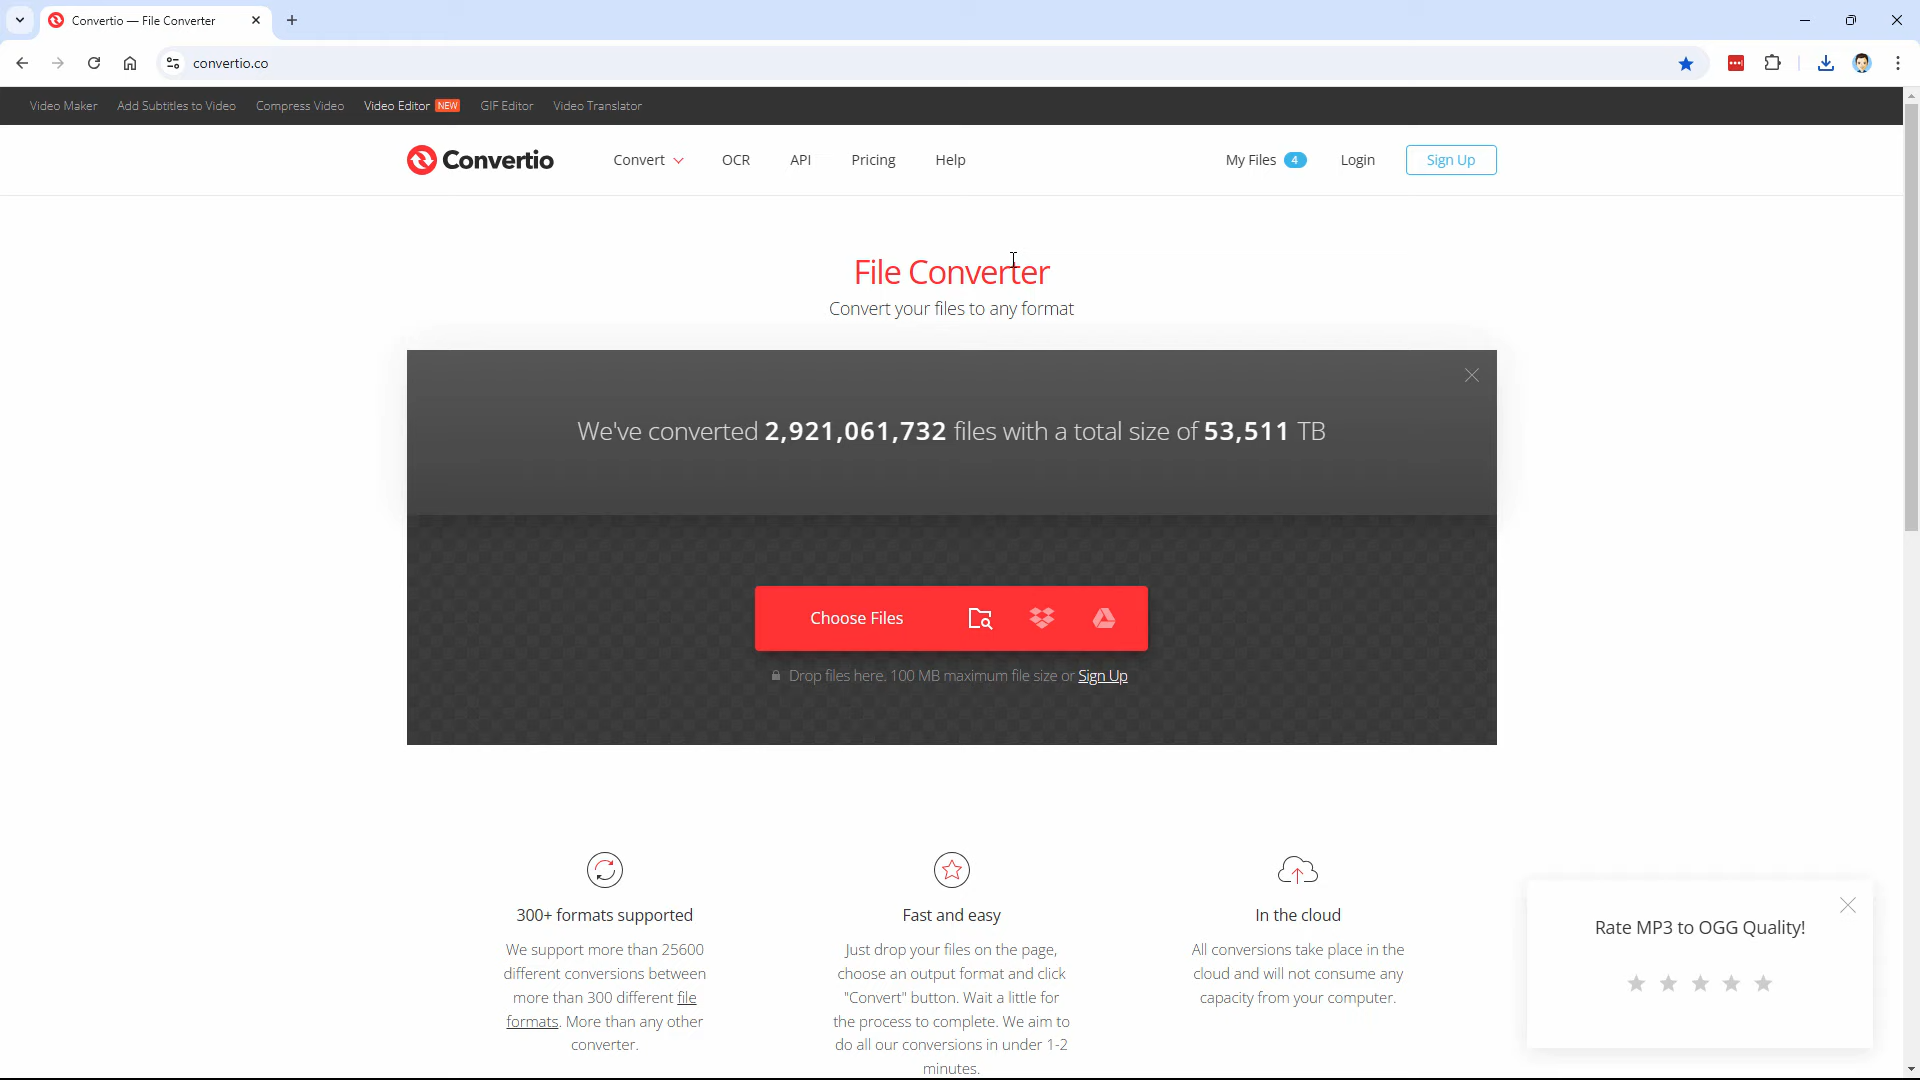 Convertio — File Converter
convertio.co
Video Maker Add Subtitles to Video Compress Video Video Editor NEW GIF Editor Video Translator
Convertio Convert OCR API Pricing Help My Files 4 Login Sign Up
File Converter
Convert your files to any format
We've converted 2,921,061,732 files with a total size of 53,511 TB
Choose Files
Drop files here. 100 MB maximum file size or Sign Up
300+ formats supported
We support more than 25600
different conversions between
more than 300 different file
formats. More than any other
converter.
Fast and easy
Just drop your files on the page,
choose an output format and click
"Convert" button. Wait a little for
the process to complete. We aim to
do all our conversions in under 1-2
minutes.
In the cloud
All conversions take place in the
cloud and will not consume any
capacity from your computer.
Rate MP3 to OGG Quality!